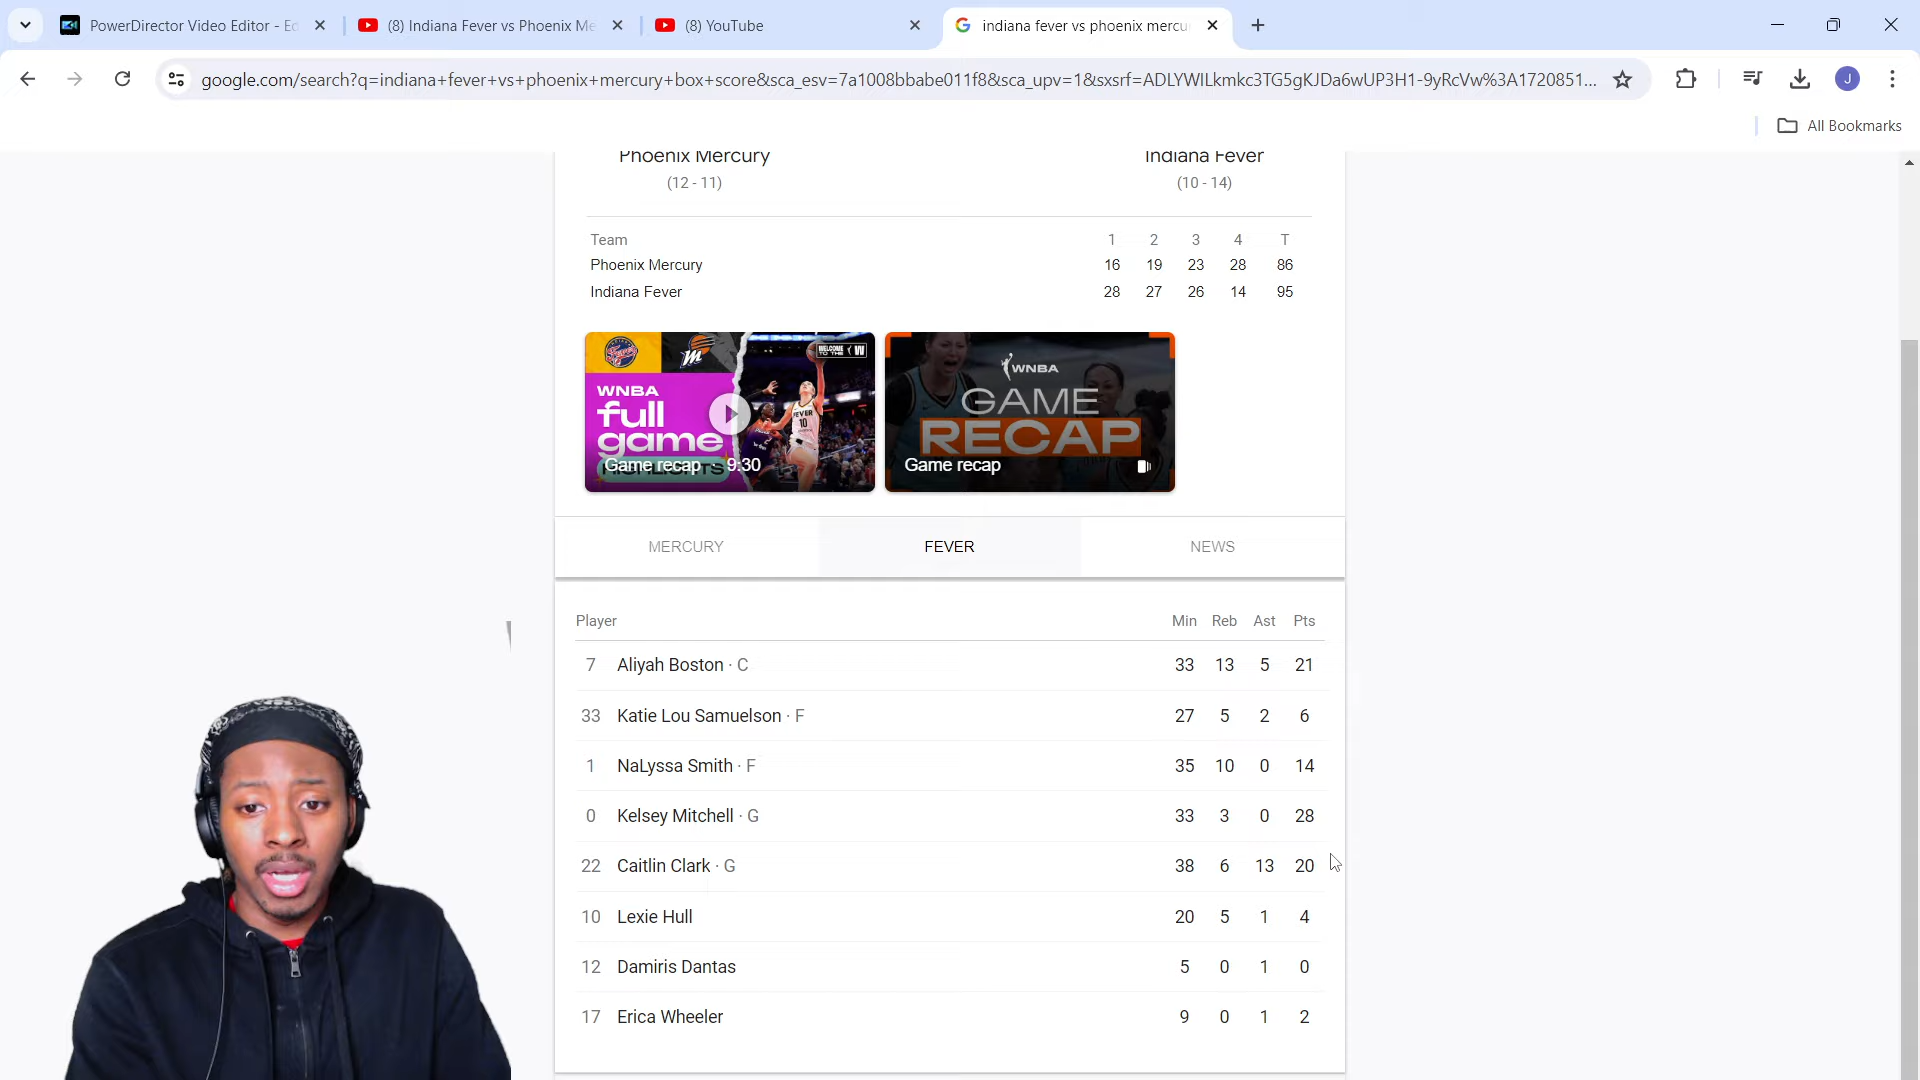 PowerDirector Video Editor - Ed
(8) Indiana Fever vs Phoenix Me
(8) YouTube
indiana fever vs phoenix mercu
google.com/search?q=indiana+fever+vs+phoenix+mercury+box+score&sca_esv=7a1008bbabe011f8&sca_upv=1&sxsrf=ADLYWILkmkc3TG5gKJDa6wUP3H1-9yRcVw%3A1720851...
J
All Bookmarks
Phoenix Mercury Indiana Fever
(12 - 11) (10 - 14)
Team 1 2 3 4 T
Phoenix Mercury 16 19 23 28 86
Indiana Fever 28 27 26 14 95
WELCOME TO THE W
WNBA
full
game
HIGHLIGHTS
Game recap · 9:30
FEVER
10
WNBA
GAME
RECAP
Game recap
MERCURY FEVER NEWS
Player Min Reb Ast Pts
7 Aliyah Boston · C 33 13 5 21
33 Katie Lou Samuelson · F 27 5 2 6
1 NaLyssa Smith · F 35 10 0 14
0 Kelsey Mitchell · G 33 3 0 28
22 Caitlin Clark · G 38 6 13 20
10 Lexie Hull 20 5 1 4
12 Damiris Dantas 5 0 1 0
17 Erica Wheeler 9 0 1 2